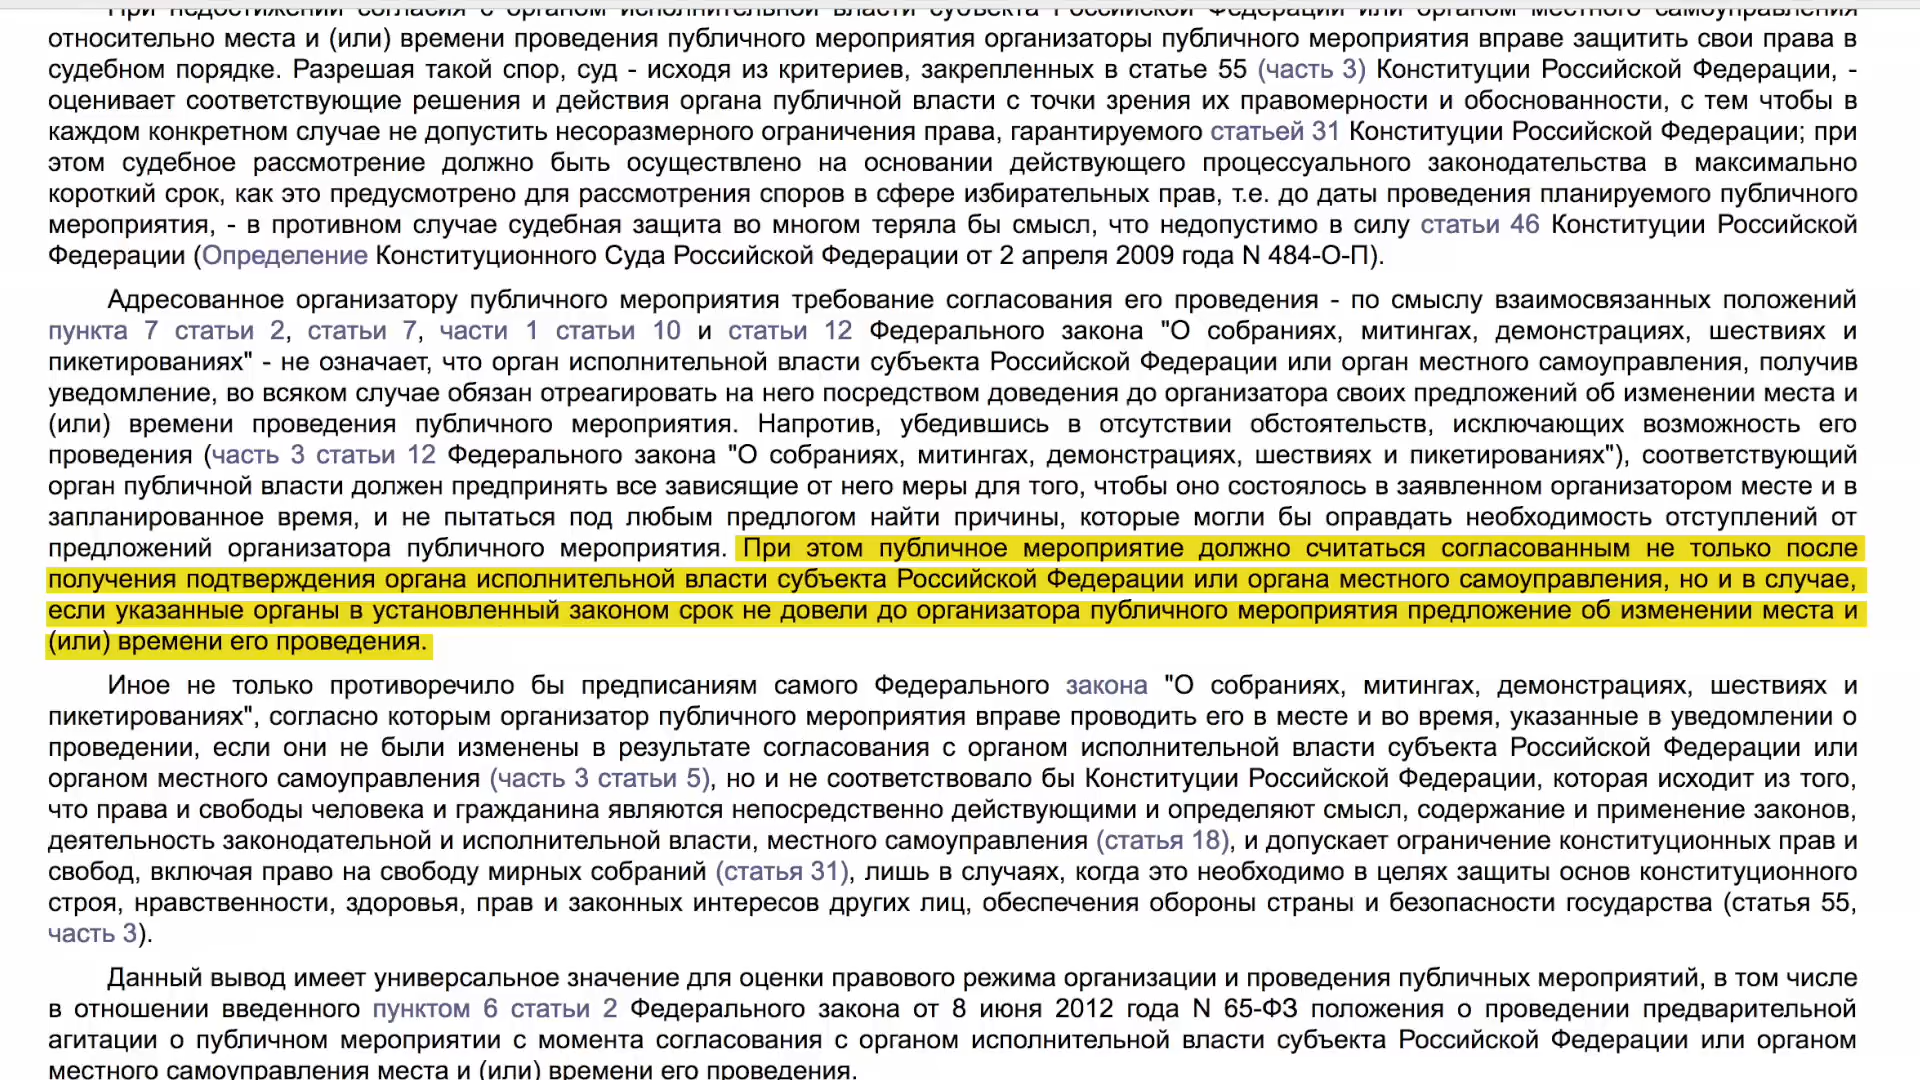 При недостижении согласия с органом исполнительной власти субъекта Российской Федерации или органом местного самоуправления
относительно места и (или) времени проведения публичного мероприятия организаторы публичного мероприятия вправе защитить свои права в
судебном порядке. Разрешая такой спор, суд - исходя из критериев, закрепленных в статье 55 (часть 3) Конституции Российской Федерации, -
оценивает соответствующие решения и действия органа публичной власти с точки зрения их правомерности и обоснованности, с тем чтобы в
каждом конкретном случае не допустить несоразмерного ограничения права, гарантируемого статьей 31 Конституции Российской Федерации; при
этом судебное рассмотрение должно быть осуществлено на основании действующего процессуального законодательства в максимально
короткий срок, как это предусмотрено для рассмотрения споров в сфере избирательных прав, т.е. до даты проведения планируемого публичного
мероприятия, - в противном случае судебная защита во многом теряла бы смысл, что недопустимо в силу статьи 46 Конституции Российской
Федерации (Определение Конституционного Суда Российской Федерации от 2 апреля 2009 года N 484-О-П).
Адресованное организатору публичного мероприятия требование согласования его проведения - по смыслу взаимосвязанных положений
пункта 7 статьи 2, статьи 7, части 1 статьи 10 и статьи 12 Федерального закона "О собраниях, митингах, демонстрациях, шествиях и
пикетированиях" - не означает, что орган исполнительной власти субъекта Российской Федерации или орган местного самоуправления, получив
уведомление, во всяком случае обязан отреагировать на него посредством доведения до организатора своих предложений об изменении места и
(или) времени проведения публичного мероприятия. Напротив, убедившись в отсутствии обстоятельств, исключающих возможность его
проведения (часть 3 статьи 12 Федерального закона "О собраниях, митингах, демонстрациях, шествиях и пикетированиях"), соответствующий
орган публичной власти должен предпринять все зависящие от него меры для того, чтобы оно состоялось в заявленном организатором месте и в
запланированное время, и не пытаться под любым предлогом найти причины, которые могли бы оправдать необходимость отступлений от
предложений организатора публичного мероприятия. При этом публичное мероприятие должно считаться согласованным не только после
получения подтверждения органа исполнительной власти субъекта Российской Федерации или органа местного самоуправления, но и в случае,
если указанные органы в установленный законом срок не довели до организатора публичного мероприятия предложение об изменении места и
(или) времени его проведения.
Иное не только противоречило бы предписаниям самого Федерального закона "О собраниях, митингах, демонстрациях, шествиях и
пикетированиях", согласно которым организатор публичного мероприятия вправе проводить его в месте и во время, указанные в уведомлении о
проведении, если они не были изменены в результате согласования с органом исполнительной власти субъекта Российской Федерации или
органом местного самоуправления (часть 3 статьи 5), но и не соответствовало бы Конституции Российской Федерации, которая исходит из того,
что права и свободы человека и гражданина являются непосредственно действующими и определяют смысл, содержание и применение законов,
деятельность законодательной и исполнительной власти, местного самоуправления (статья 18), и допускает ограничение конституционных прав и
свобод, включая право на свободу мирных собраний (статья 31), лишь в случаях, когда это необходимо в целях защиты основ конституционного
строя, нравственности, здоровья, прав и законных интересов других лиц, обеспечения обороны страны и безопасности государства (статья 55,
часть 3).
Данный вывод имеет универсальное значение для оценки правового режима организации и проведения публичных мероприятий, в том числе
в отношении введенного пунктом 6 статьи 2 Федерального закона от 8 июня 2012 года N 65-ФЗ положения о проведении предварительной
агитации о публичном мероприятии с момента согласования с органом исполнительной власти субъекта Российской Федерации или органом
местного самоуправления места и (или) времени его проведения.